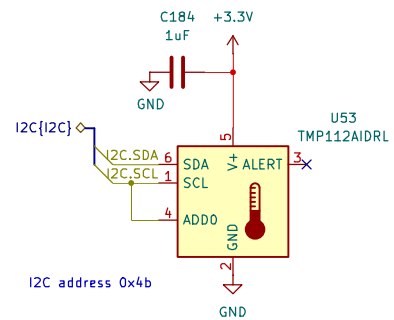 C184
1uF
+3.3V
GND
I2C{I2C}
U53
TMP112AIDRL
I2C.SDA
I2C.SCL
5
6
1
4
3
2
SDA
SCL
ADD0
V+
ALERT
GND
I2C address 0x4b
GND